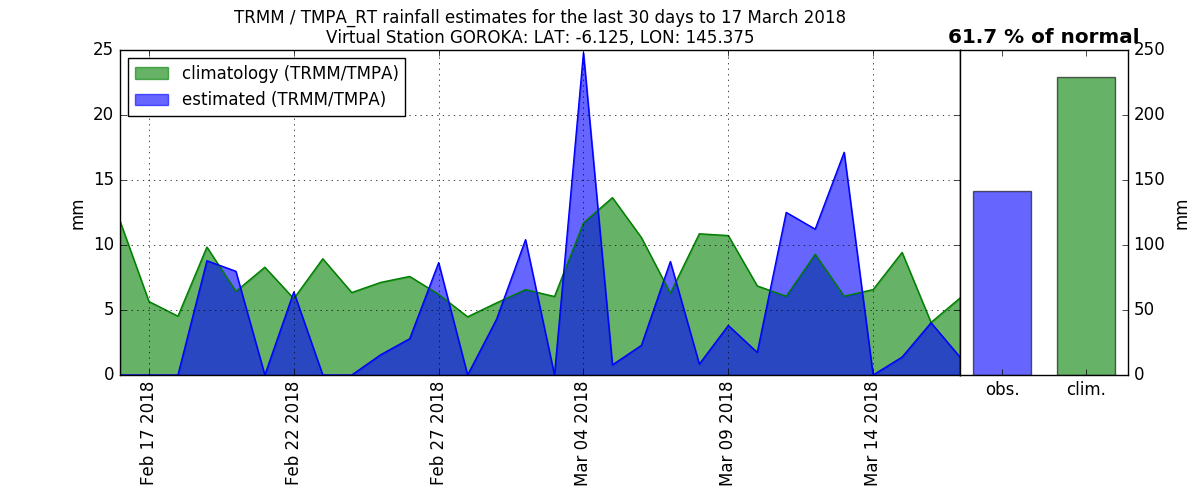 TRMM / TMPA_RT rainfall estimates for the last 30 days to 17 March 2018
Virtual Station GOROKA: LAT: -6.125, LON: 145.375
61.7 % of normal
climatology (TRMM/TMPA)
estimated (TRMM/TMPA)
25
20
15
10
5
0
mm
Feb 17 2018
Feb 22 2018
Feb 27 2018
Mar 04 2018
Mar 09 2018
Mar 14 2018
obs.
clim.
250
200
150
100
50
0
mm